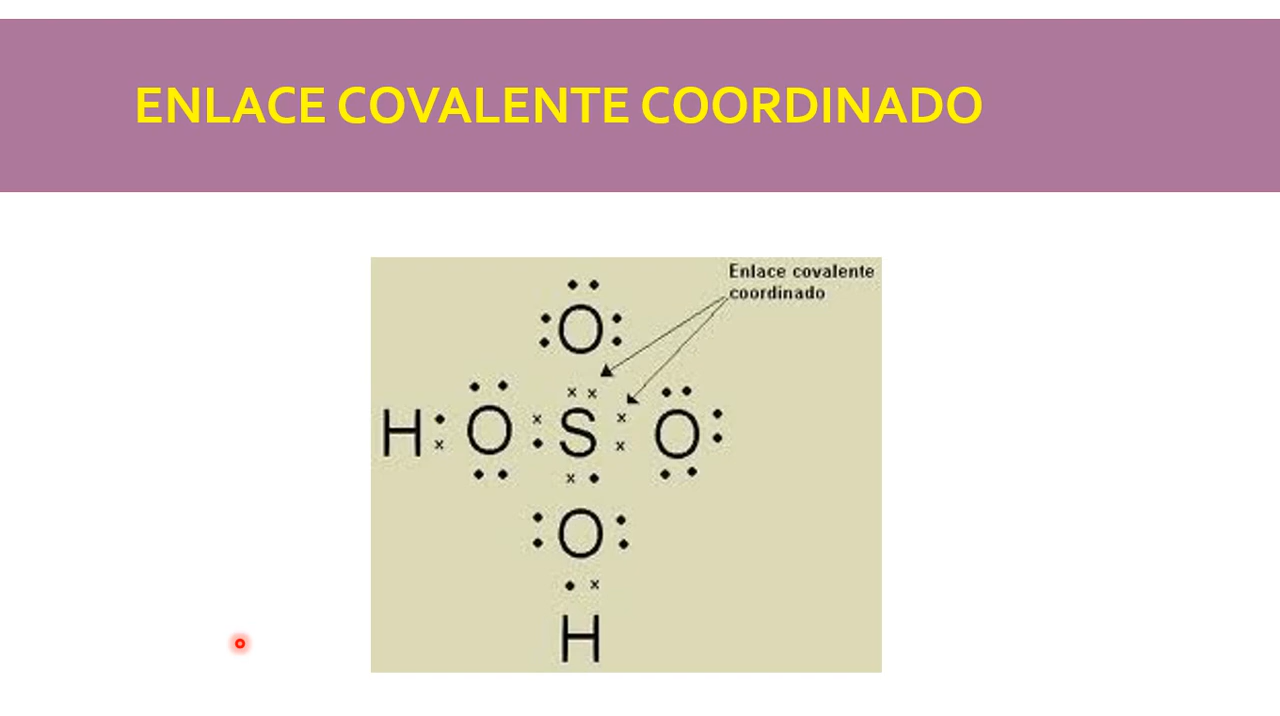 ENLACE COVALENTE COORDINADO
Enlace covalente
coordinado
O
H O S O
O
H